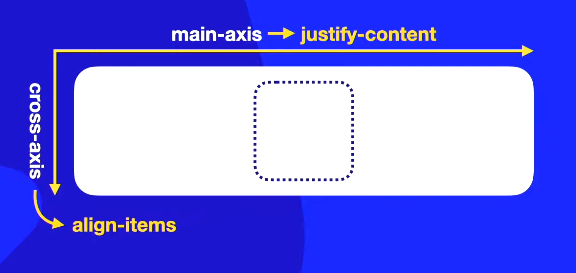 main-axis → justify-content
cross-axis
align-items